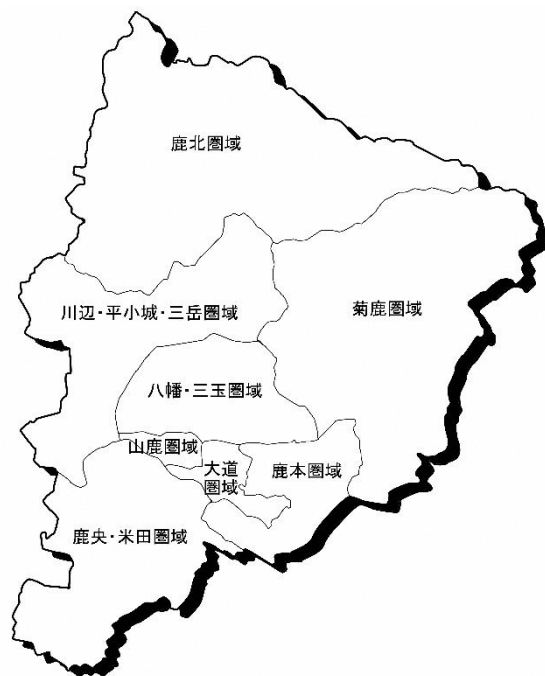 鹿北圏域
菊鹿圏域
川辺・平小城・三岳圏域
八幡・三玉圏域
山鹿圏域
大道
圏域
鹿本圏域
鹿央・米田圏域